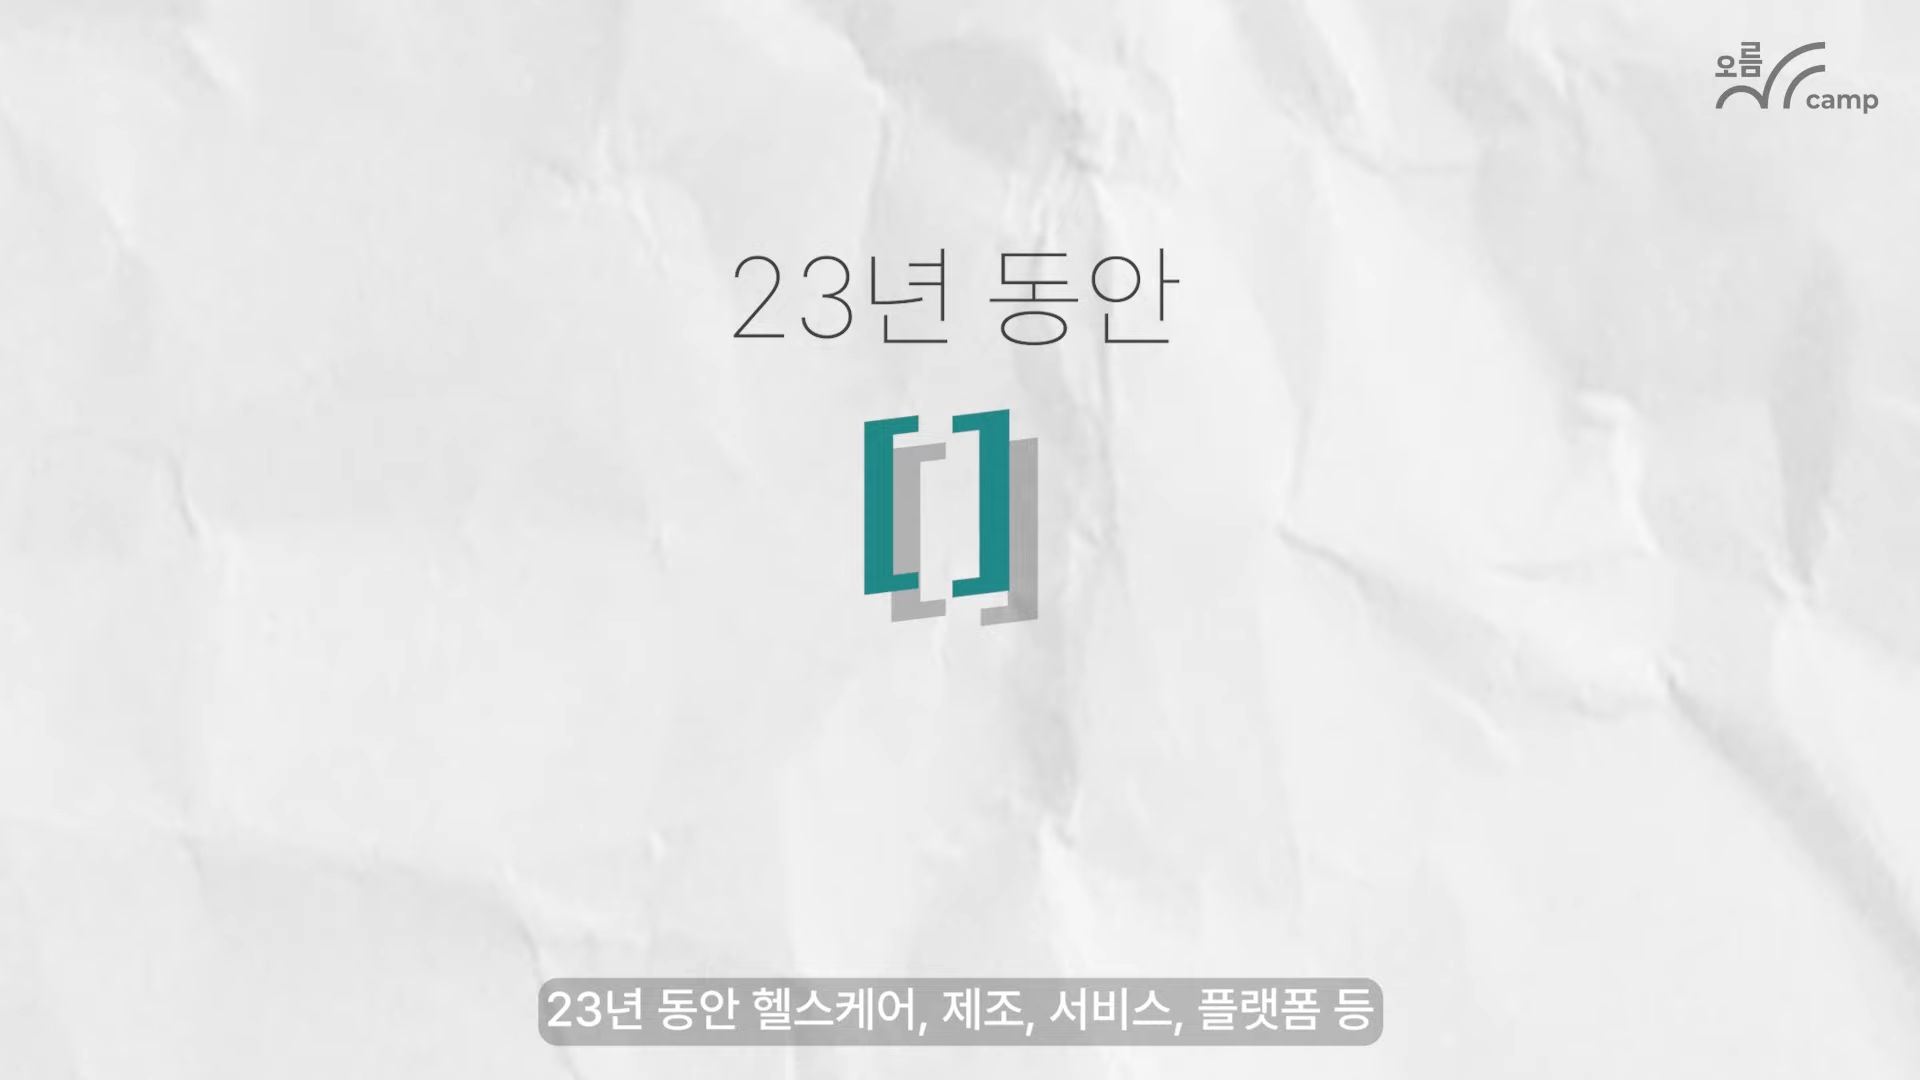 오름
camp
23년 동안
[ ]
23년 동안 헬스케어, 제조, 서비스, 플랫폼 등